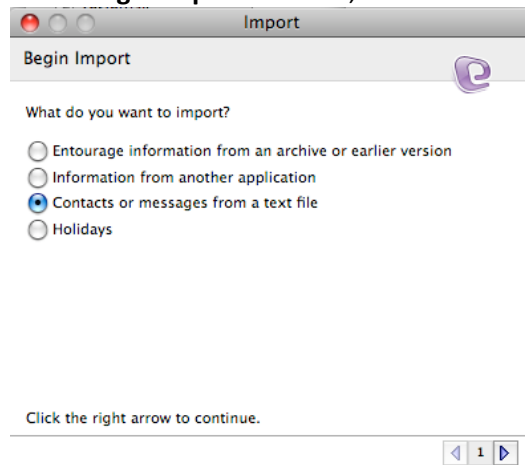 Import
Begin Import
What do you want to import?
Entourage information from an archive or earlier version
Information from another application
Contacts or messages from a text file
Holidays
Click the right arrow to continue.
1